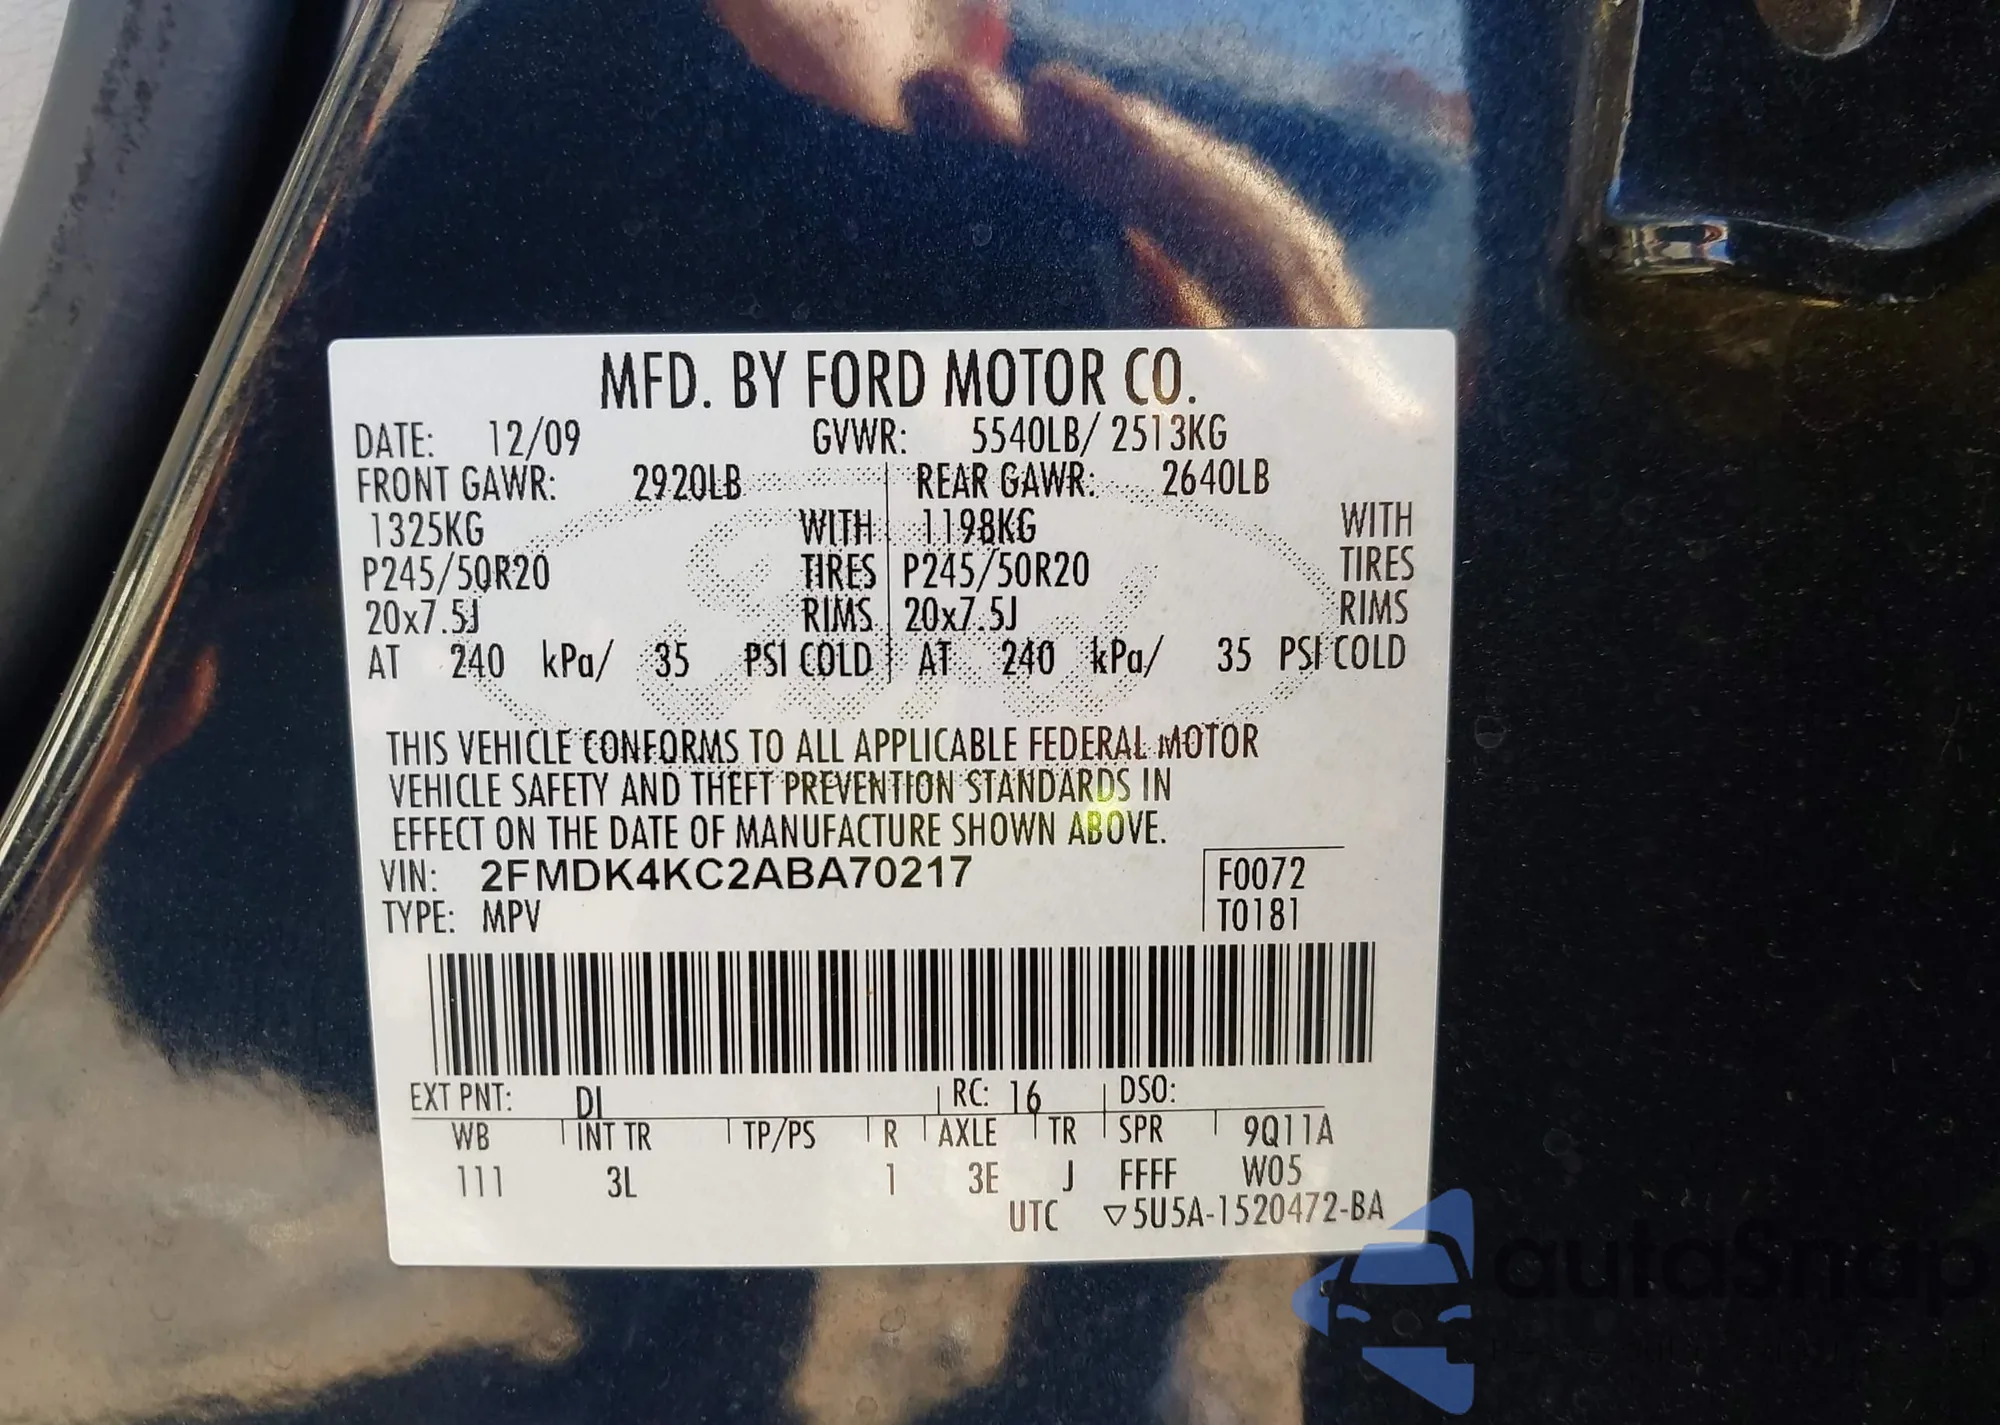 MFD. BY FORD MOTOR CO.
DATE: 12/09 GVWR: 5540LB/ 2513KG
FRONT GAWR: 2920LB REAR GAWR: 2640LB
1325KG WITH 1198KG WITH
P245/50R20 TIRES P245/50R20 TIRES
20x7.5J RIMS 20x7.5J RIMS
AT 240 kPa/ 35 PSI COLD AT 240 kPa/ 35 PSI COLD
THIS VEHICLE CONFORMS TO ALL APPLICABLE FEDERAL MOTOR
VEHICLE SAFETY AND THEFT PREVENTION STANDARDS IN
EFFECT ON THE DATE OF MANUFACTURE SHOWN ABOVE.
VIN: 2FMDK4KC2ABA70217 F0072
TYPE: MPV T0181
EXT PNT: DI RC: 16 DSO:
WB INT TR TP/PS R AXLE TR SPR 9Q11A
111 3L 1 3E J FFFF W05
UTC ▽5U5A-1520472-BA
autoSnap